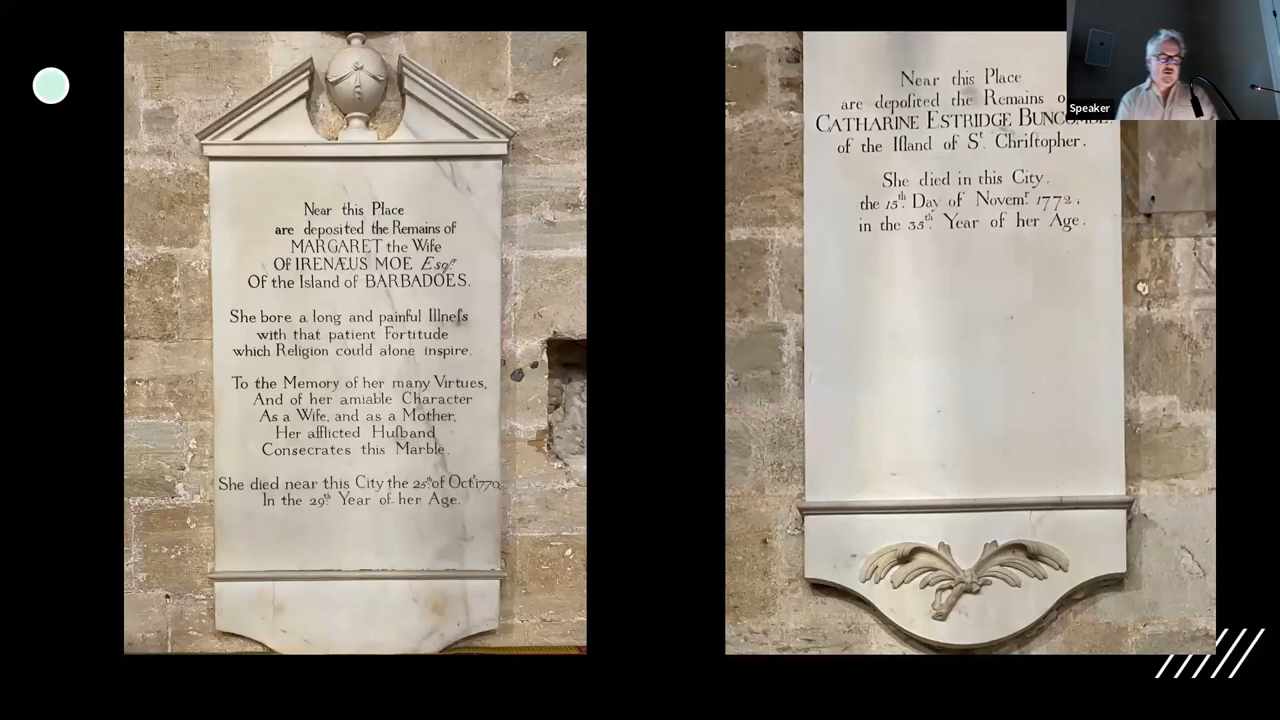 Near this Place
are depoſited the Remains of
MARGARET the Wife
Of IRENÆUS MOE Esqr.
Of the Island of BARBADOES.
She bore a long and painful Illneſs
with that patient Fortitude
which Religion could alone inspire.
To the Memory of her many Virtues,
And of her amiable Character
As a Wife, and as a Mother,
Her afflicted Huſband
Consecrates this Marble.
She died near this City the 25th of Octr. 1770
In the 29th Year of her Age.
Near this Place
are depoſited the Remains
CATHARINE ESTRIDGE
of the Iſland of St. Chriſtopher.
She died in this City.
the 15th Day of Novemr 1772.
in the 35th Year of her Age.
Speaker